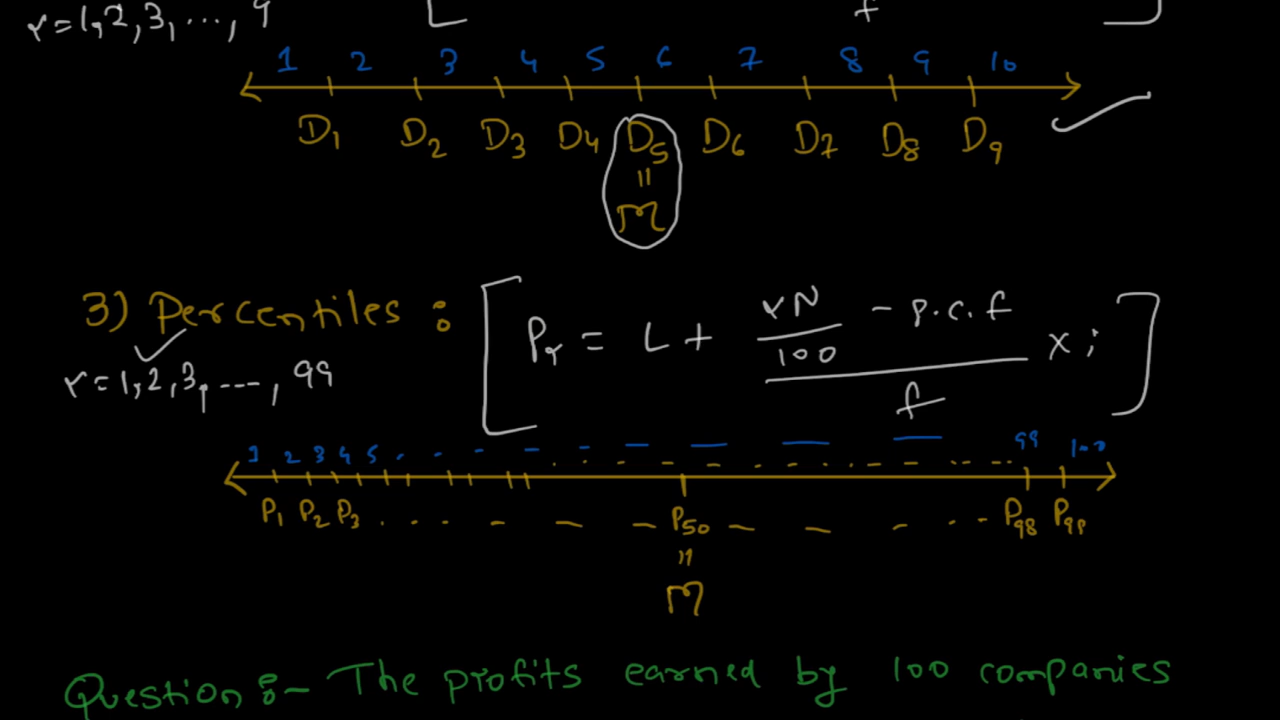 r=1,2,3,..., 9
f
1 2 3 4 5 6 7 8 9 10
D1 D2 D3 D4 D5 D6 D7 D8 D9
=
M
3) Percentiles : [ Pr = L + (rN/100 - p.c.f)/f x i ]
r=1,2,3,----, 99
1 2 3 4 5 . - - - - — — — — 99 100
P1 P2 P3 . . . - - — — P50 — — - . . - P98 P99
=
M
Question :- The profits earned by 100 companies